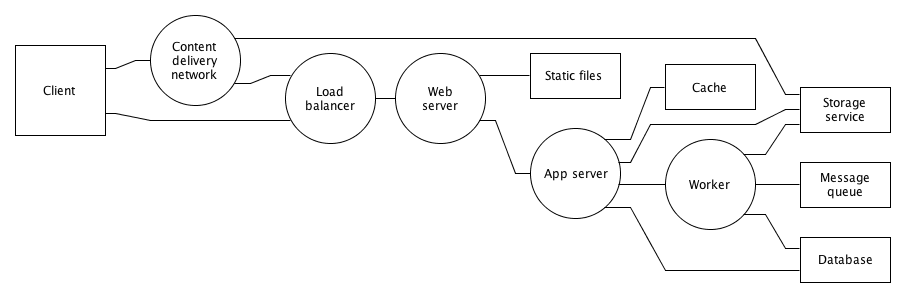 Client
Content
delivery
network
Load
balancer
Web
server
Static files
Cache
Storage
service
App server
Worker
Message
queue
Database